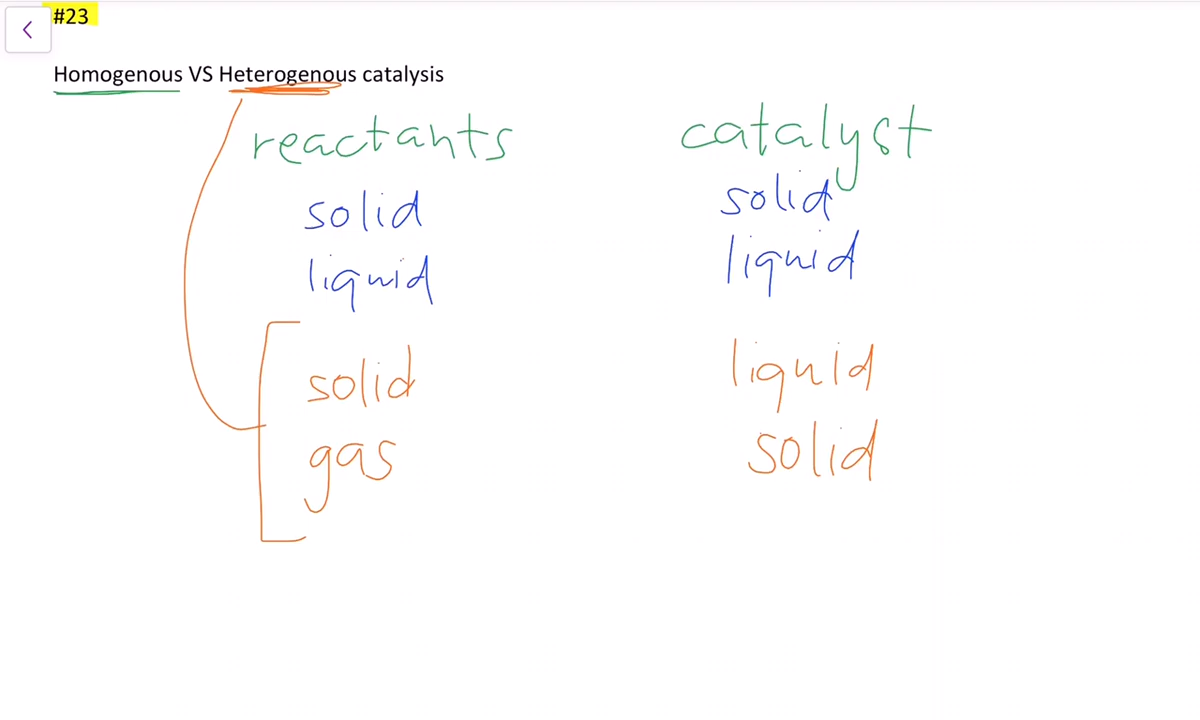 #23
Homogenous VS Heterogenous catalysis
reactants catalyst
solid solid
liquid liquid
solid liquid
gas solid